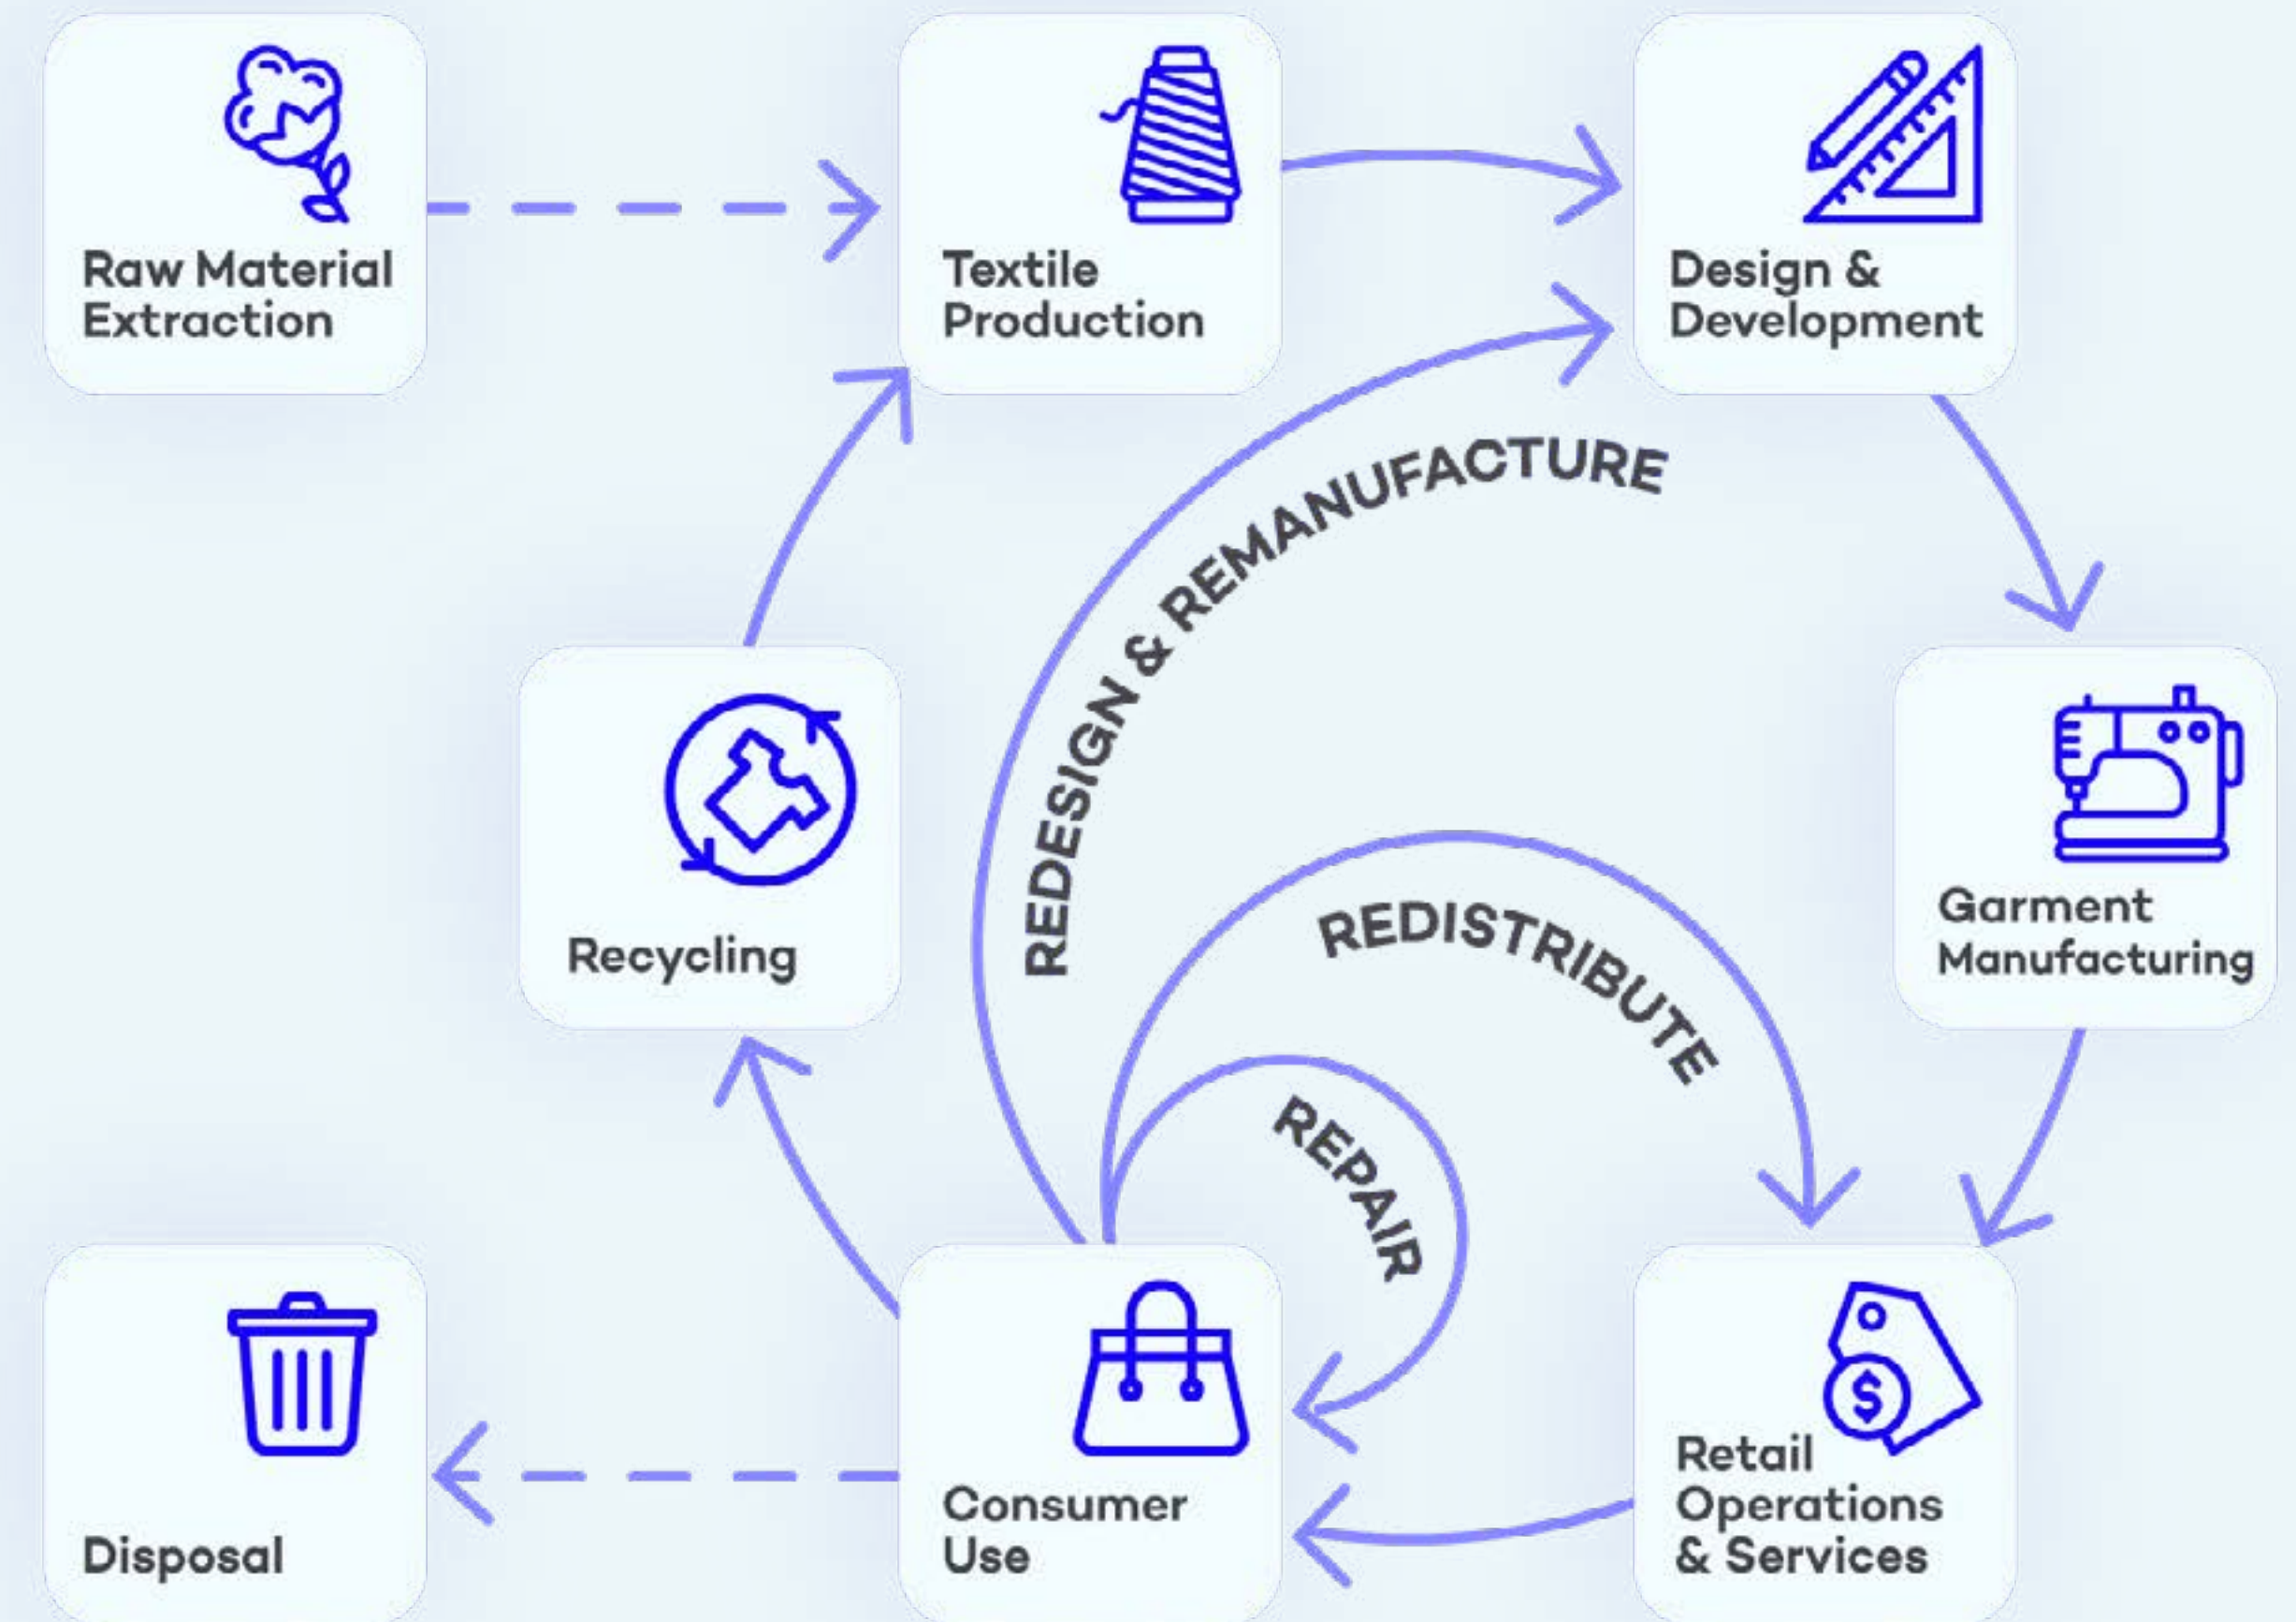 Raw Material
Extraction
Textile
Production
Design &
Development
REDESIGN & REMANUFACTURE
Recycling
Garment
Manufacturing
REDISTRIBUTE
REPAIR
Disposal
Consumer
Use
$
Retail
Operations
& Services